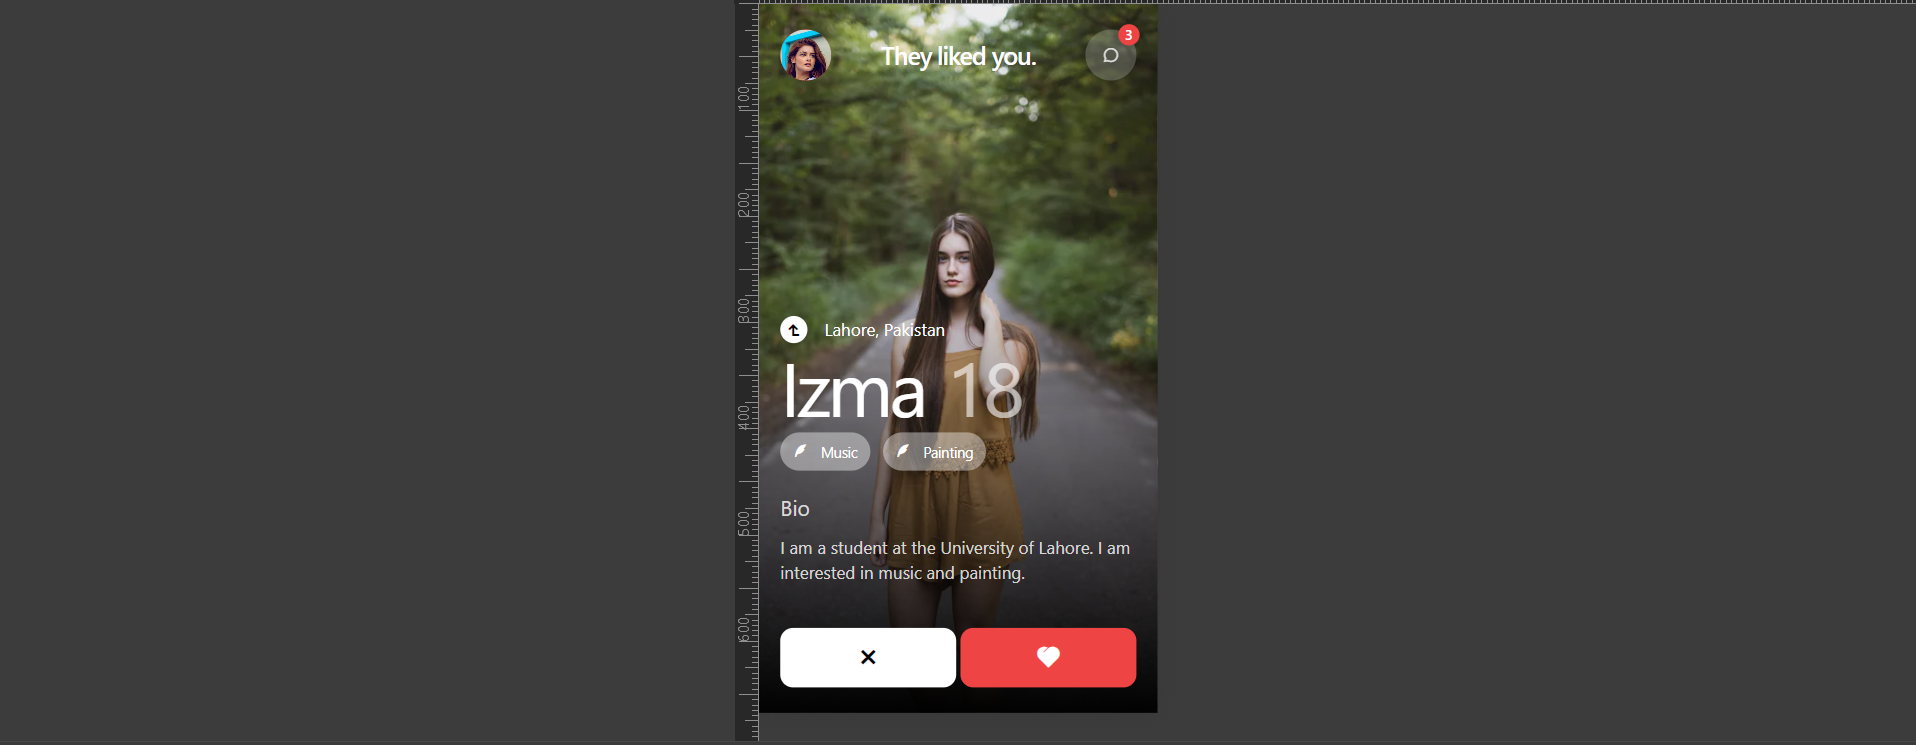 They liked you.
3
100
200
300
Lahore, Pakistan
Izma 18
400
Music
Painting
500
Bio
I am a student at the University of Lahore. I am
interested in music and painting.
600